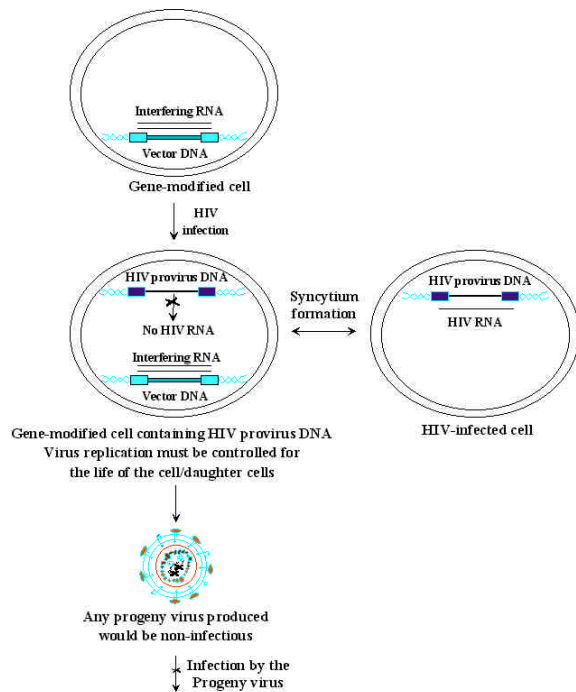 Interfering RNA
Vector DNA
Gene-modified cell
HIV
infection
HIV provirus DNA
No HIV RNA
Interfering RNA
Vector DNA
Syncytium
formation
HIV provirus DNA
HIV RNA
HIV-infected cell
Gene-modified cell containing HIV provirus DNA
Virus replication must be controlled for
the life of the cell/daughter cells
Any progeny virus produced
would be non-infectious
Infection by the
Progeny virus